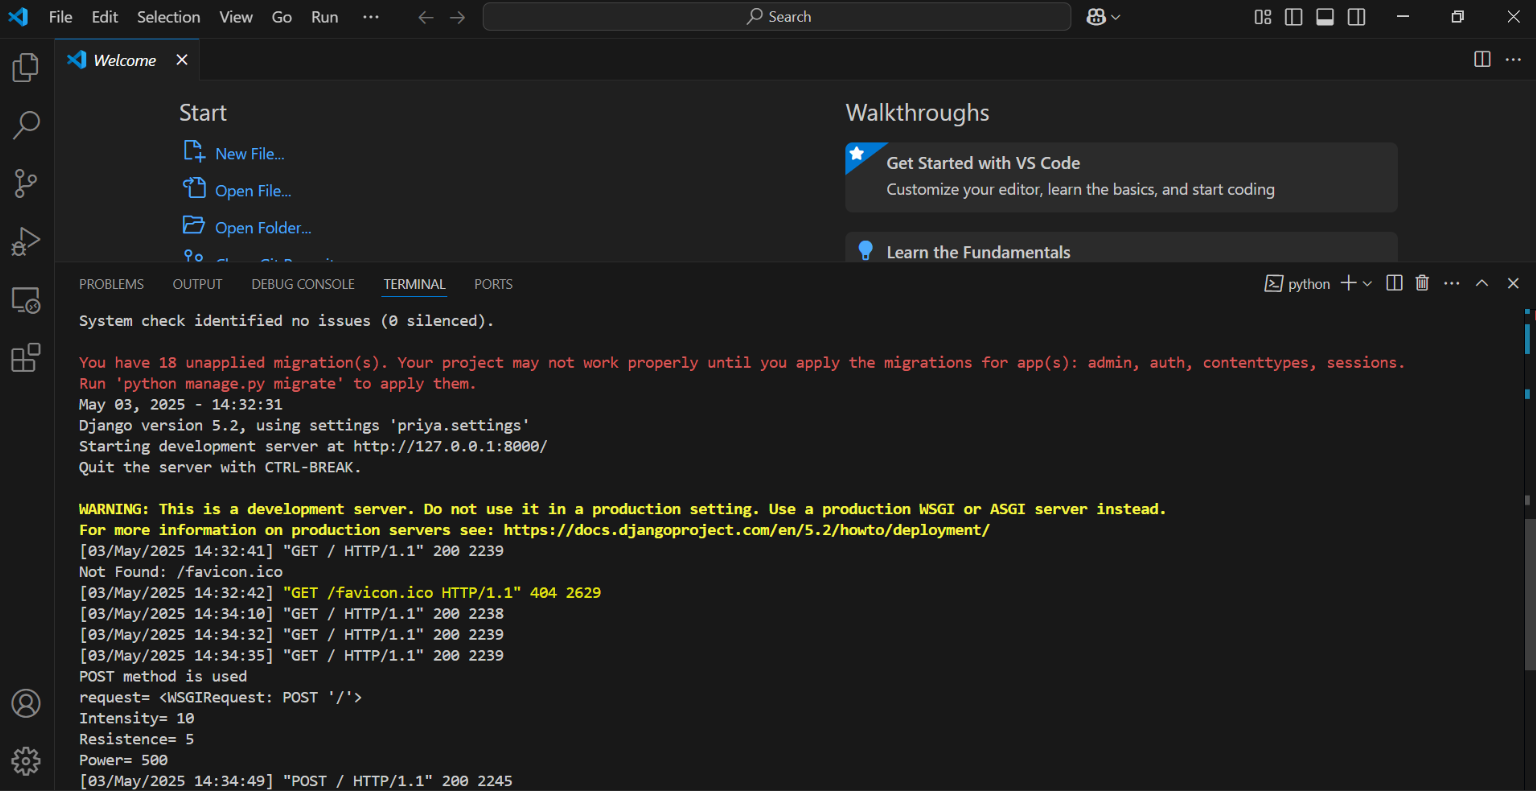 File Edit Selection View Go Run ··· Search
Welcome
Start
New File...
Open File...
Open Folder...
Walkthroughs
Get Started with VS Code
Customize your editor, learn the basics, and start coding
Learn the Fundamentals
PROBLEMS OUTPUT DEBUG CONSOLE TERMINAL PORTS python
System check identified no issues (0 silenced).
You have 18 unapplied migration(s). Your project may not work properly until you apply the migrations for app(s): admin, auth, contenttypes, sessions.
Run 'python manage.py migrate' to apply them.
May 03, 2025 - 14:32:31
Django version 5.2, using settings 'priya.settings'
Starting development server at http://127.0.0.1:8000/
Quit the server with CTRL-BREAK.
WARNING: This is a development server. Do not use it in a production setting. Use a production WSGI or ASGI server instead.
For more information on production servers see: https://docs.djangoproject.com/en/5.2/howto/deployment/
[03/May/2025 14:32:41] "GET / HTTP/1.1" 200 2239
Not Found: /favicon.ico
[03/May/2025 14:32:42] "GET /favicon.ico HTTP/1.1" 404 2629
[03/May/2025 14:34:10] "GET / HTTP/1.1" 200 2238
[03/May/2025 14:34:32] "GET / HTTP/1.1" 200 2239
[03/May/2025 14:34:35] "GET / HTTP/1.1" 200 2239
POST method is used
request= <WSGIRequest: POST '/'>
Intensity= 10
Resistence= 5
Power= 500
[03/May/2025 14:34:49] "POST / HTTP/1.1" 200 2245